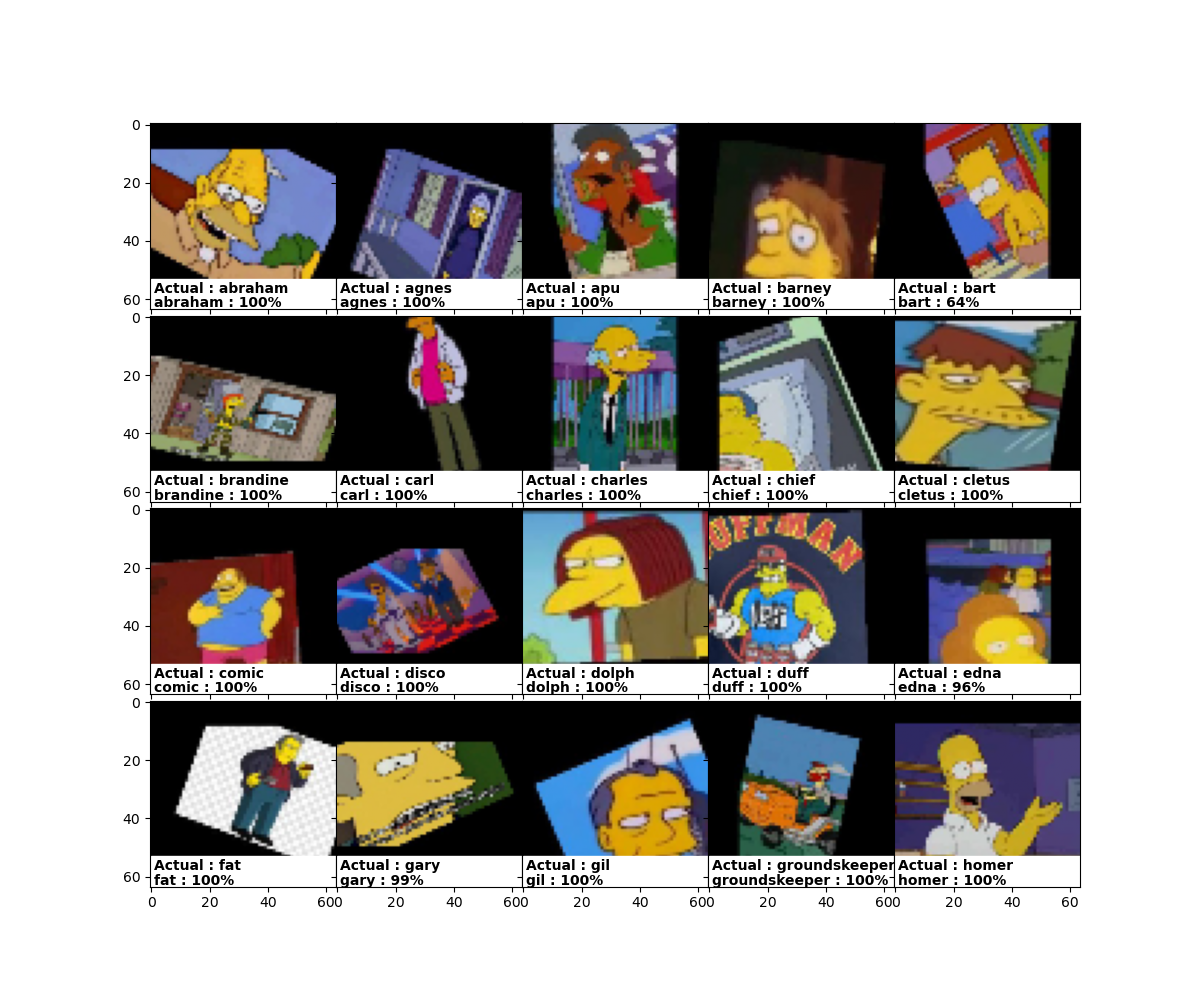 0
20
40
60
Actual : abraham
abraham : 100%
Actual : agnes
agnes : 100%
Actual : apu
apu : 100%
Actual : barney
barney : 100%
Actual : bart
bart : 64%
0
20
40
60
Actual : brandine
brandine : 100%
Actual : carl
carl : 100%
Actual : charles
charles : 100%
Actual : chief
chief : 100%
Actual : cletus
cletus : 100%
0
20
40
60
UFFMAN
Duff
Actual : comic
comic : 100%
Actual : disco
disco : 100%
Actual : dolph
dolph : 100%
Actual : duff
duff : 100%
Actual : edna
edna : 96%
0
20
40
60
Actual : fat
fat : 100%
Actual : gary
gary : 99%
Actual : gil
gil : 100%
Actual : groundskeeper
groundskeeper : 100%
Actual : homer
homer : 100%
0 20 40 60 0 20 40 60 0 20 40 60 0 20 40 60 0 20 40 60